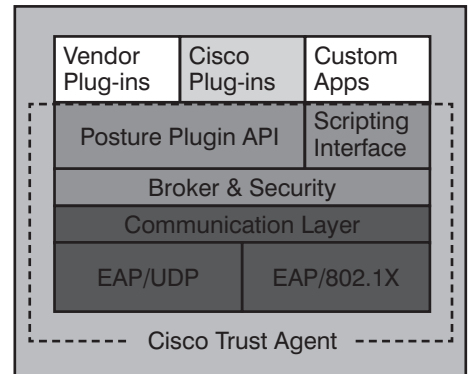 Vendor
Plug-ins
Cisco
Plug-ins
Custom
Apps
Posture Plugin API
Scripting
Interface
Broker & Security
Communication Layer
EAP/UDP
EAP/802.1X
Cisco Trust Agent